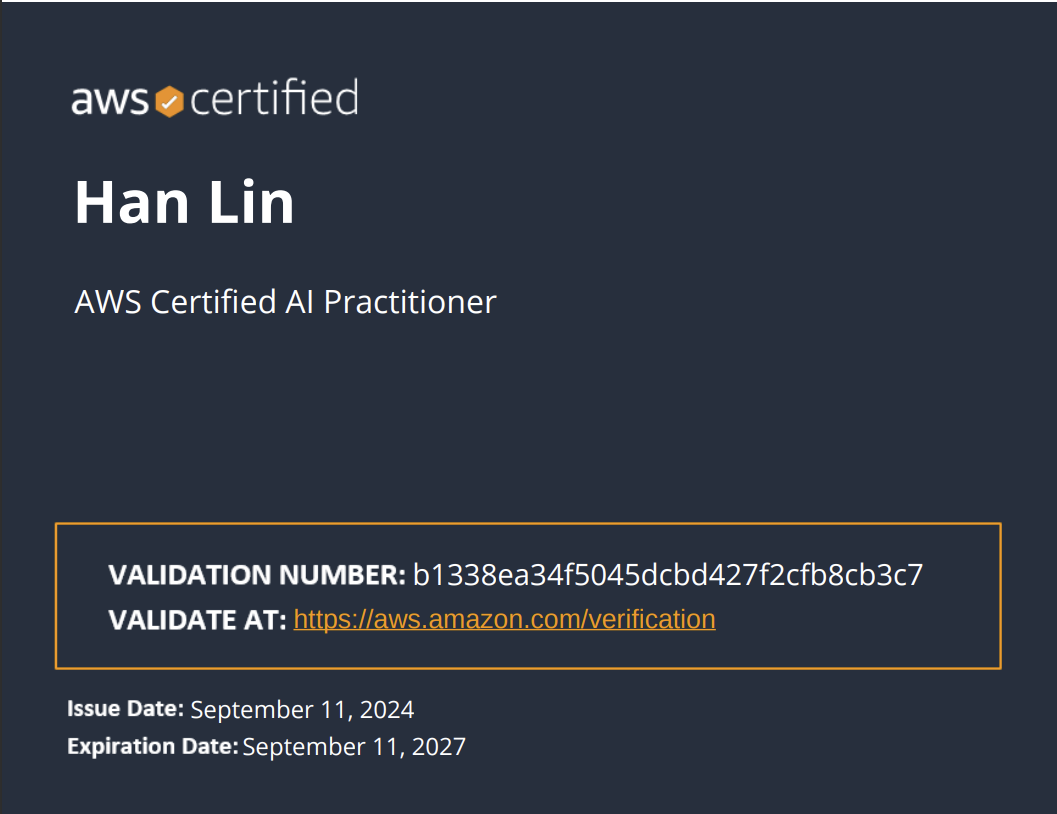 aws certified
Han Lin
AWS Certified AI Practitioner
VALIDATION NUMBER: b1338ea34f5045dcbd427f2cfb8cb3c7
VALIDATE AT: https://aws.amazon.com/verification
Issue Date: September 11, 2024
Expiration Date: September 11, 2027